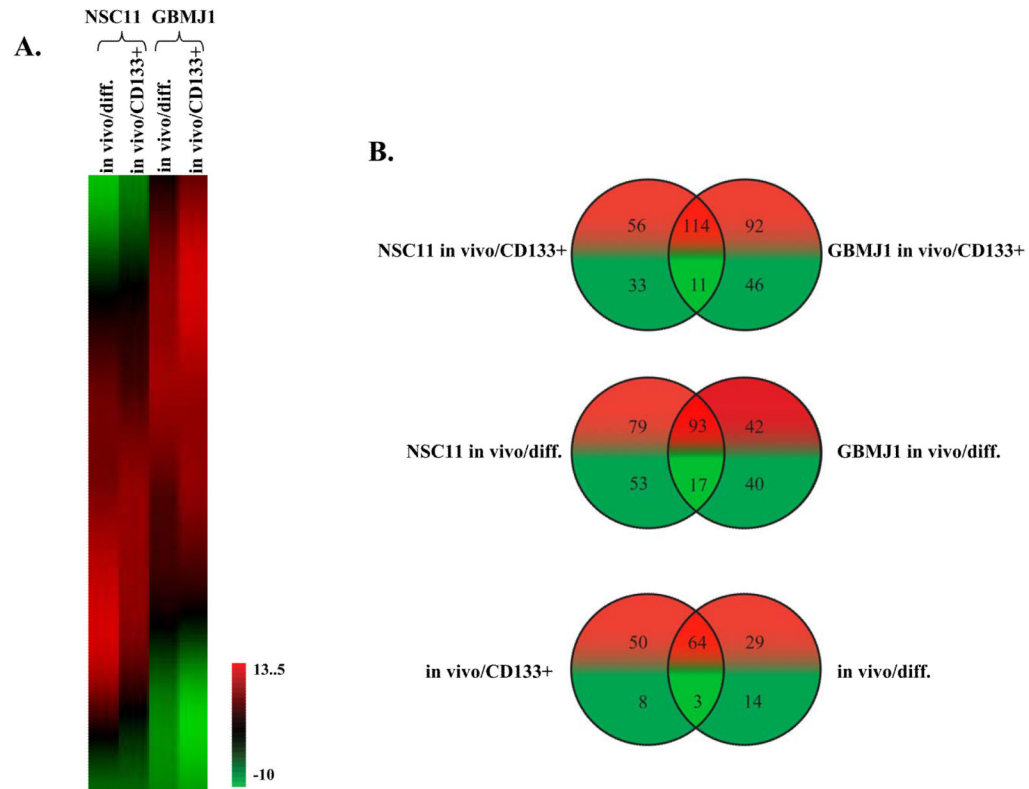 A.
NSC11 GBMJ1
in vivo/diff.
in vivo/CD133+
in vivo/diff.
in vivo/CD133+
13..5
-10
B.
NSC11 in vivo/CD133+
56 114 92
33 11 46
GBMJ1 in vivo/CD133+
NSC11 in vivo/diff.
79 93 42
53 17 40
GBMJ1 in vivo/diff.
in vivo/CD133+
50 64 29
8 3 14
in vivo/diff.